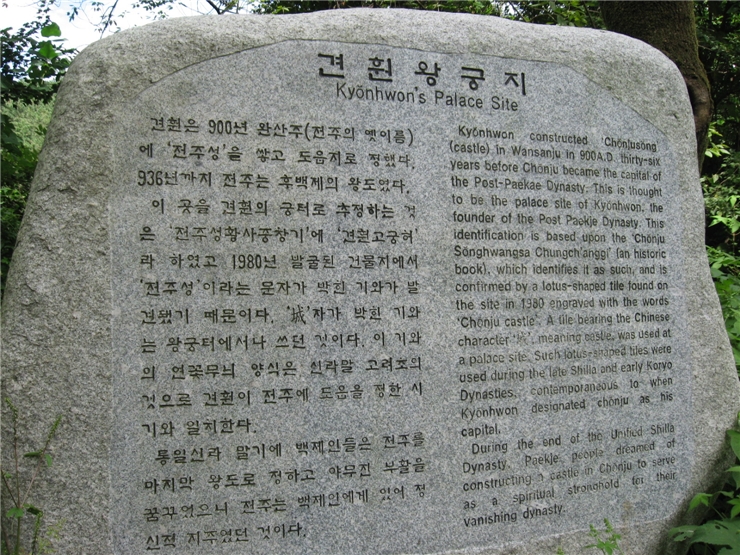 견훤왕궁지
Kyŏnhwon's Palace Site
견훤은 900년 완산주(전주의 옛이름)
에 '전주성'을 쌓고 도읍지로 정했다.
936년까지 전주는 후백제의 왕도였다.
이 곳을 견훤의 궁터로 추정하는 것
은 '전주성황사중창기'에 '견훤고궁허'
라 하였고 1980년 발굴된 건물지에서
'전주성'이라는 문자가 박힌 기와가 발
견됐기 때문이다. '城'자가 박힌 기와
는 왕궁터에서나 쓰던 것이다. 이 기와
의 연꽃무늬 양식은 신라말 고려초의
것으로 견훤이 전주에 도읍을 정한 시
기와 일치한다.
통일신라 말기에 백제인들은 전주를
마지막 왕도로 정하고 야무진 부활을
꿈꾸었으니 전주는 백제인에게 있어 정
신적 지주였던 것이다.
Kyŏnhwon constructed 'Chŏnjusŏng'
(castle) in Wansanju in 900A.D. thirty-six
years before Chŏnju became the capital of
the Post-Paekae Dynasty. This is thought
to be the palace site of Kyŏnhwon, the
founder of the Post Paekje Dynasty. This
identification is based upon the 'Chŏnju
Sŏnghwangsa Chungch'anggi' (an historic
book), which identifies it as such, and is
confirmed by a lotus-shaped tile found on
the site in 1980 engraved with the words
'Chŏnju castle'. A tile bearing the Chinese
character '城', meaning castle, was used at
a palace site. Such lotus-shaped tiles were
used during the late Shilla and early Koryo
Dynasties, contemporaneous to when
Kyŏnhwon designated chŏnju as his
capital.
During the end of the Unified Shilla
Dynasty, Paekje people dreamed of
constructing a castle in Chŏnju to serve
as a spiritual stronghold for their
vanishing dynasty.